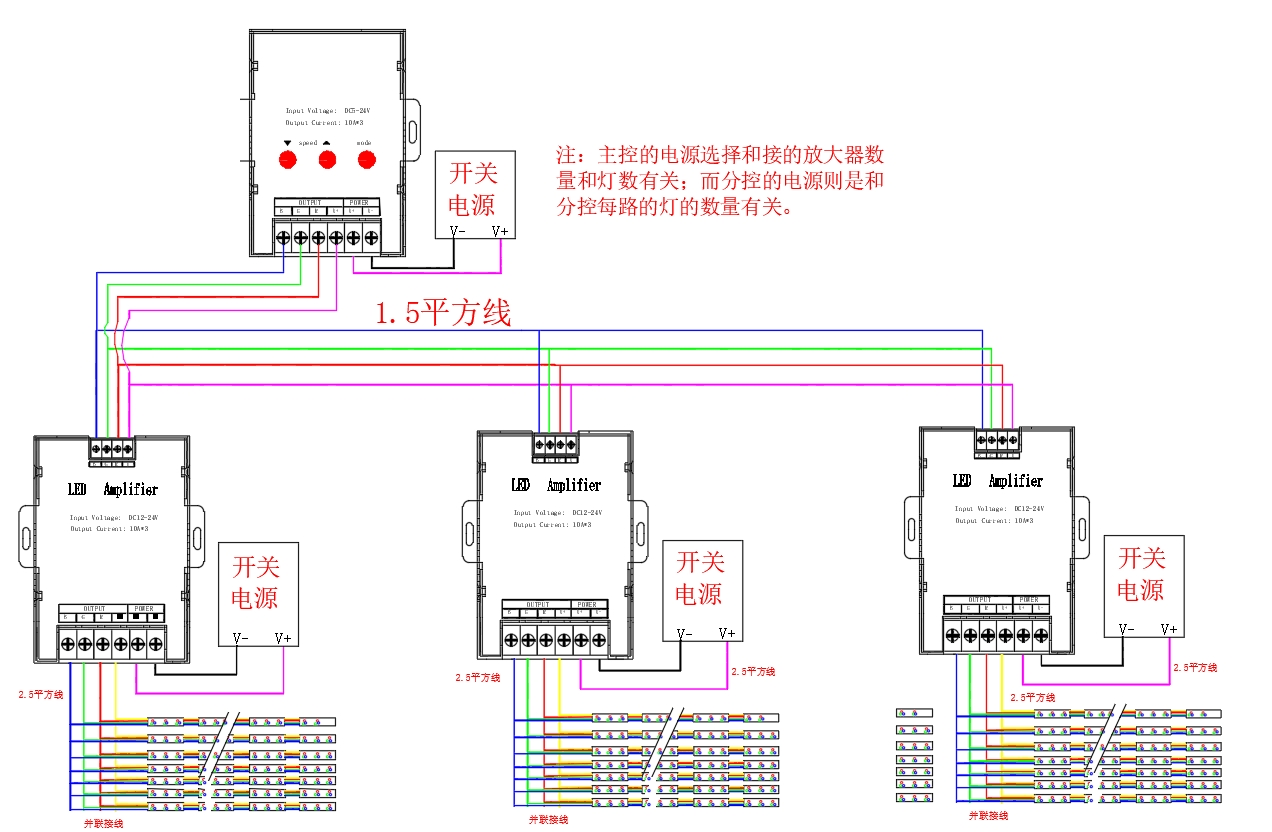 Input Voltage: DC5-24V
Output Current: 10A*3
▼ speed ▲ mode
OUTPUT POWER
B G R V+ V+ V-
开关
电源
V- V+
注：主控的电源选择和接的放大器数
量和灯数有关；而分控的电源则是和
分控每路的灯的数量有关。
1.5平方线
LED Amplifier
Input Voltage: DC12-24V
Output Current: 10A*3
OUTPUT POWER
B G R
开关
电源
V- V+
2.5平方线
并联接线
LED Amplifier
Input Voltage: DC12-24V
Output Current: 10A*3
OUTPUT POWER
B G R V+ V+ V-
开关
电源
V- V+
2.5平方线
2.5平方线
并联接线
LED Amplifier
Input Voltage: DC12-24V
Output Current: 10A*3
OUTPUT POWER
B G R V+ V+ V-
开关
电源
V- V+
2.5平方线
2.5平方线
并联接线